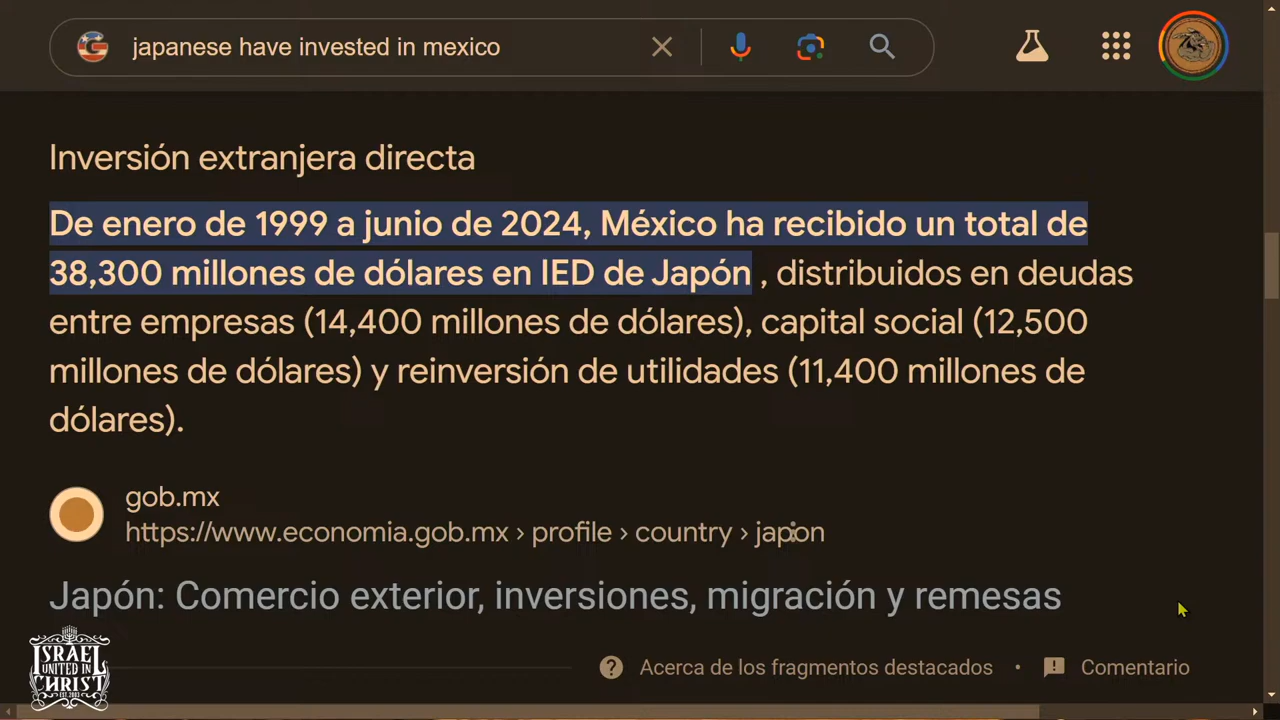 japanese have invested in mexico
Inversión extranjera directa
De enero de 1999 a junio de 2024, México ha recibido un total de
38,300 millones de dólares en IED de Japón , distribuidos en deudas
entre empresas (14,400 millones de dólares), capital social (12,500
millones de dólares) y reinversión de utilidades (11,400 millones de
dólares).
gob.mx
https://www.economia.gob.mx › profile › country › japon
Japón: Comercio exterior, inversiones, migración y remesas
Acerca de los fragmentos destacados • Comentario
ISRAEL
UNITED IN
CHRIST
EST. 2003